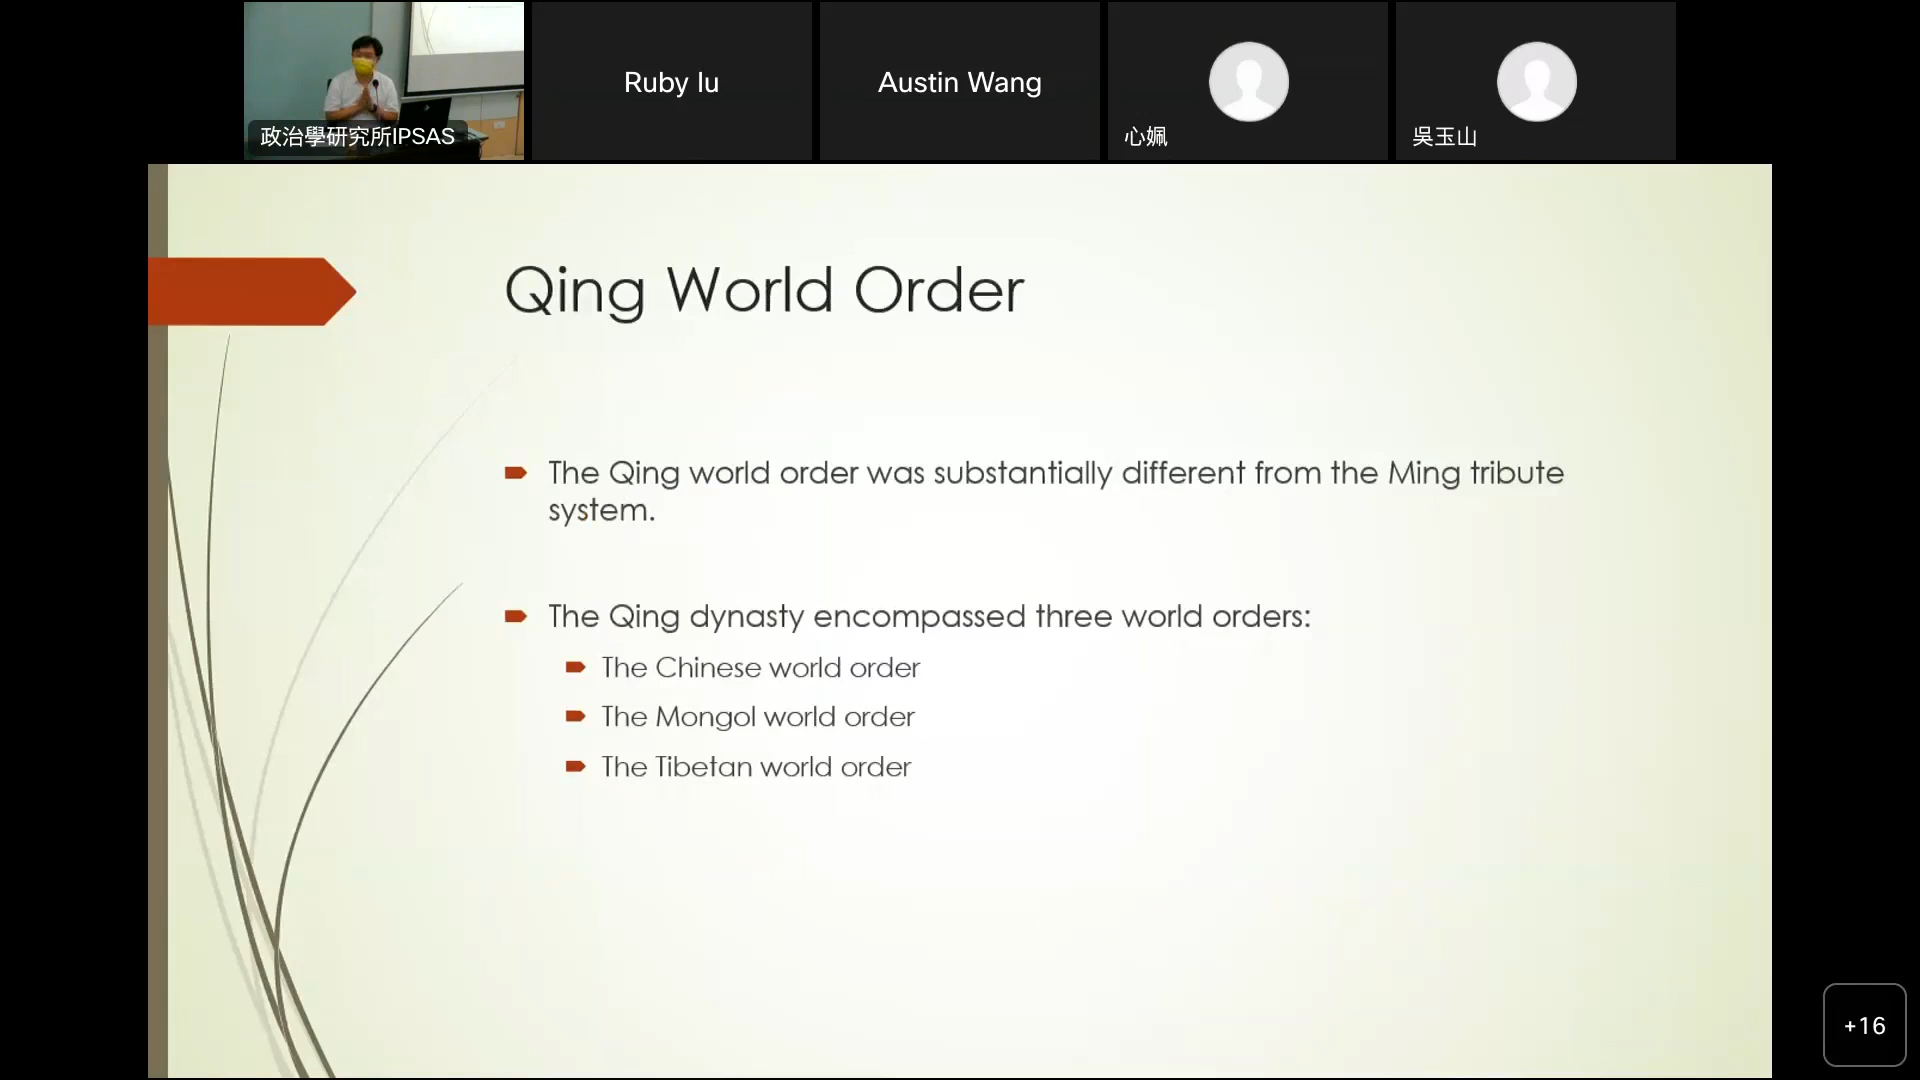 政治學研究所IPSAS
Ruby lu
Austin Wang
心姵
吳玉山
Qing World Order
The Qing world order was substantially different from the Ming tribute
system.
The Qing dynasty encompassed three world orders:
The Chinese world order
The Mongol world order
The Tibetan world order
+16